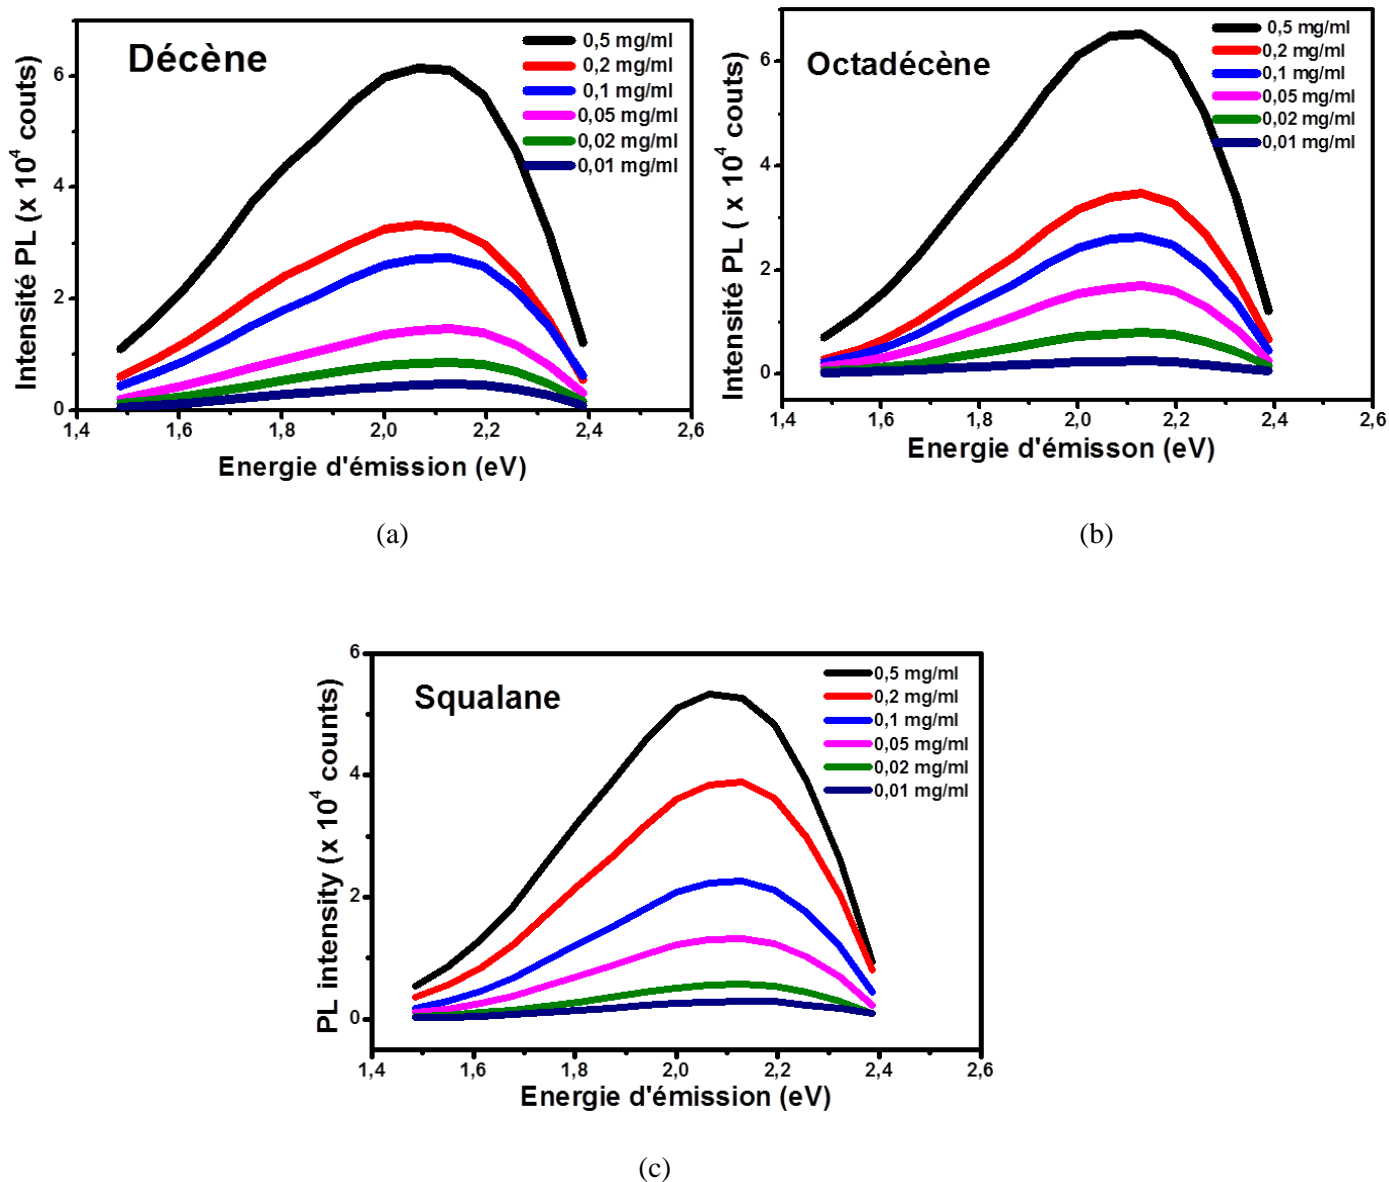 Décène
0,5 mg/ml
0,2 mg/ml
0,1 mg/ml
0,05 mg/ml
0,02 mg/ml
0,01 mg/ml
Intensité PL ( x 10⁴ couts)
6
4
2
0
1,4 1,6 1,8 2,0 2,2 2,4 2,6
Energie d'émission (eV)
(a)
Octadécène
0,5 mg/ml
0,2 mg/ml
0,1 mg/ml
0,05 mg/ml
0,02 mg/ml
0,01 mg/ml
Intensité PL ( x 10⁴ couts)
6
4
2
0
1,4 1,6 1,8 2,0 2,2 2,4 2,6
Energie d'émisson (eV)
(b)
Squalane
0,5 mg/ml
0,2 mg/ml
0,1 mg/ml
0,05 mg/ml
0,02 mg/ml
0,01 mg/ml
PL intensity (x 10⁴ counts)
6
4
2
0
1,4 1,6 1,8 2,0 2,2 2,4 2,6
Energie d'émission (eV)
(c)